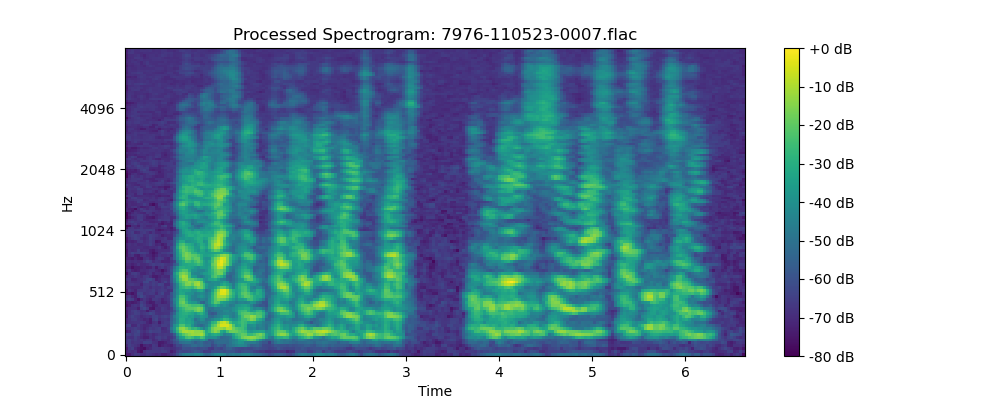 Processed Spectrogram: 7976-110523-0007.flac
+0 dB
-10 dB
-20 dB
-30 dB
-40 dB
-50 dB
-60 dB
-70 dB
-80 dB
Hz
4096
2048
1024
512
0
0 1 2 3 4 5 6
Time